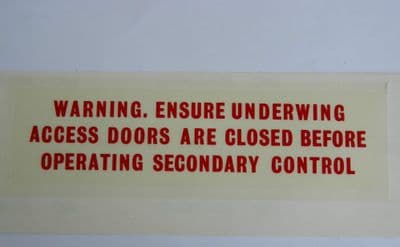 WARNING. ENSURE UNDERWING
ACCESS DOORS ARE CLOSED BEFORE
OPERATING SECONDARY CONTROL